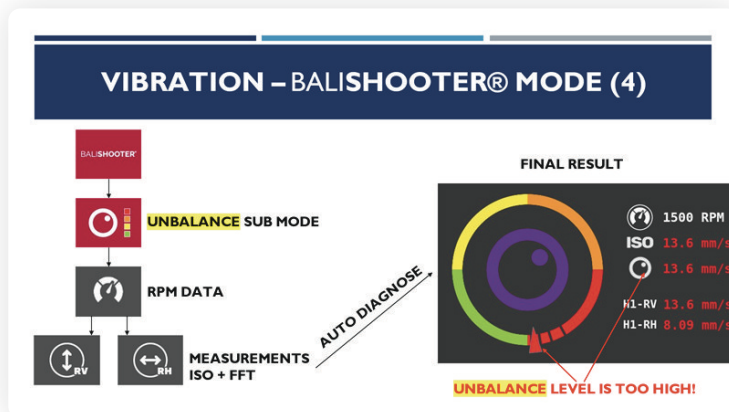 VIBRATION – BALISHOOTER® MODE (4)
BALISHOOTER®
UNBALANCE SUB MODE
RPM DATA
RV
RH
MEASUREMENTS
ISO + FFT
AUTO DIAGNOSE
FINAL RESULT
1500 RPM
ISO 13.6 mm/s
13.6 mm/s
H1-RV 13.6 mm/s
H1-RH 8.09 mm/s
UNBALANCE LEVEL IS TOO HIGH!